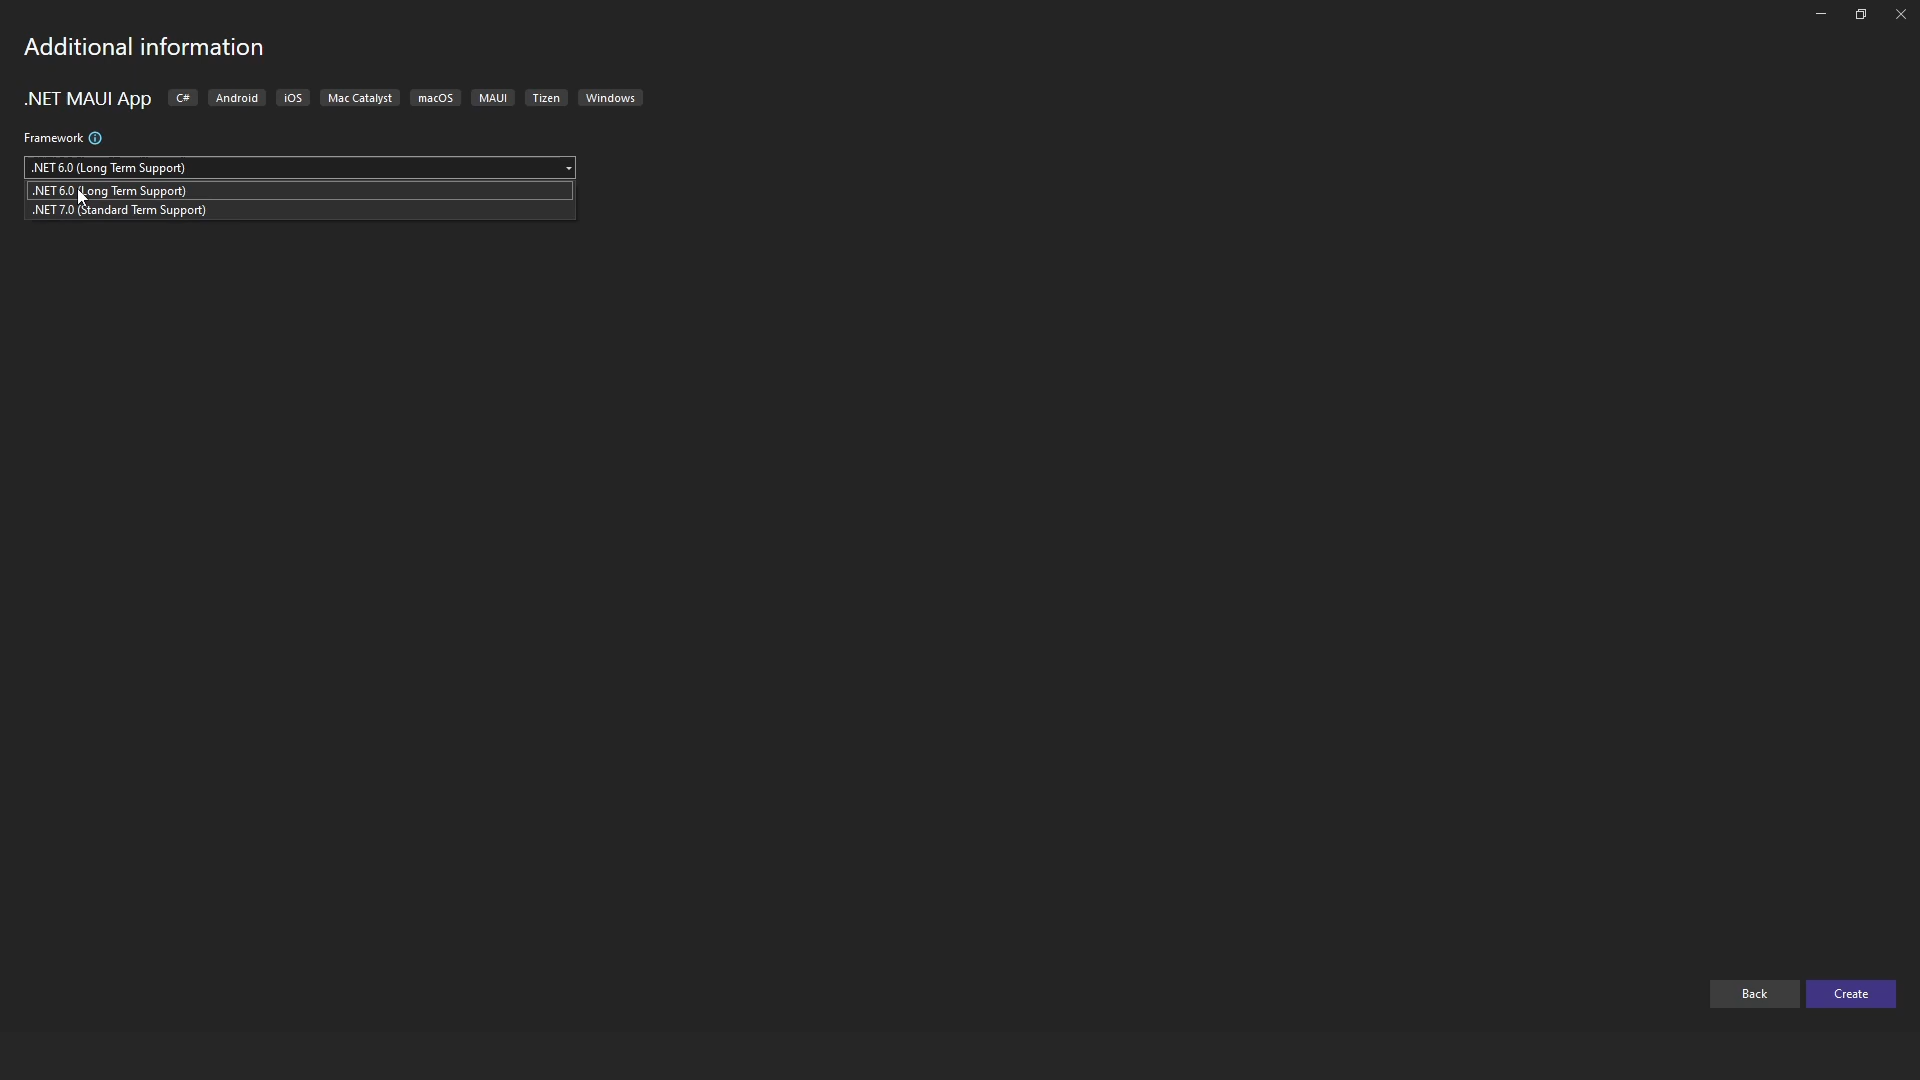 Additional information
.NET MAUI App C# Android iOS Mac Catalyst macOS MAUI Tizen Windows
Framework
.NET 6.0 (Long Term Support)
.NET 6.0 (Long Term Support)
.NET 7.0 (Standard Term Support)
Back Create